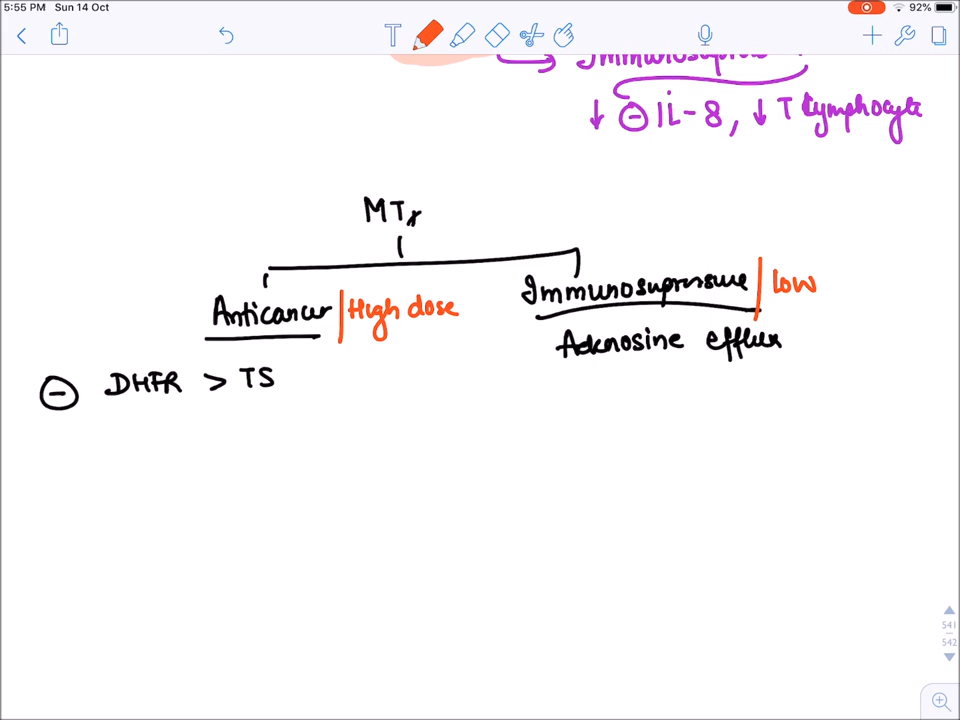 5:55 PM Sun 14 Oct 92%
T
↓ ⊖ IL-8, ↓ T lymphocyte
MTx
Anticancer | High dose
Immunosupressive | Low
Adenosine efflux
⊖ DHFR > TS
541
542